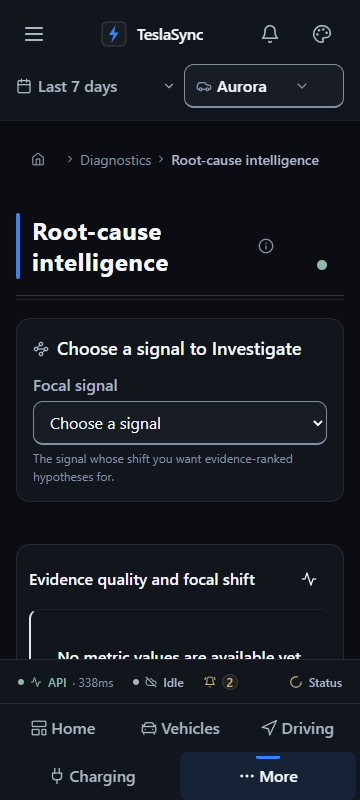 TeslaSync
Last 7 days
Aurora
Diagnostics
Root-cause intelligence
Root-cause
intelligence
Choose a signal to Investigate
Focal signal
Choose a signal
The signal whose shift you want evidence-ranked
hypotheses for.
Evidence quality and focal shift
No metric values are available yet
API · 338ms
Idle
2
Status
Home
Vehicles
Driving
Charging
More